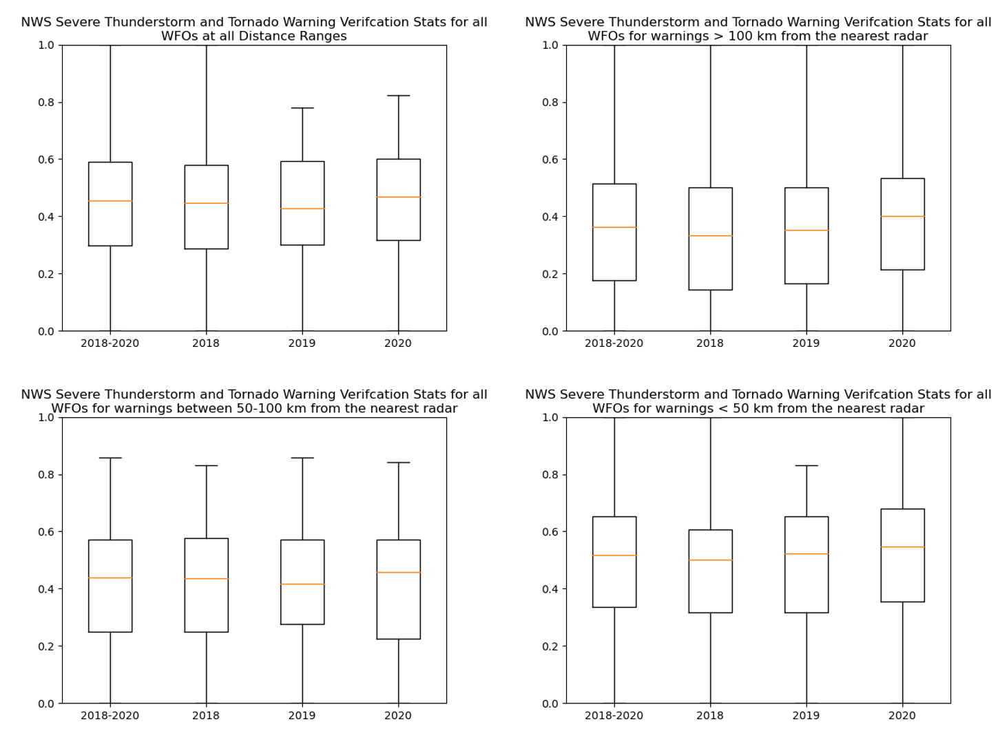 NWS Severe Thunderstorm and Tornado Warning Verifcation Stats for all
WFOs at all Distance Ranges
1.0
0.8
0.6
0.4
0.2
0.0
2018-2020 2018 2019 2020
NWS Severe Thunderstorm and Tornado Warning Verifcation Stats for all
WFOs for warnings > 100 km from the nearest radar
1.0
0.8
0.6
0.4
0.2
0.0
2018-2020 2018 2019 2020
NWS Severe Thunderstorm and Tornado Warning Verifcation Stats for all
WFOs for warnings between 50-100 km from the nearest radar
1.0
0.8
0.6
0.4
0.2
0.0
2018-2020 2018 2019 2020
NWS Severe Thunderstorm and Tornado Warning Verifcation Stats for all
WFOs for warnings < 50 km from the nearest radar
1.0
0.8
0.6
0.4
0.2
0.0
2018-2020 2018 2019 2020